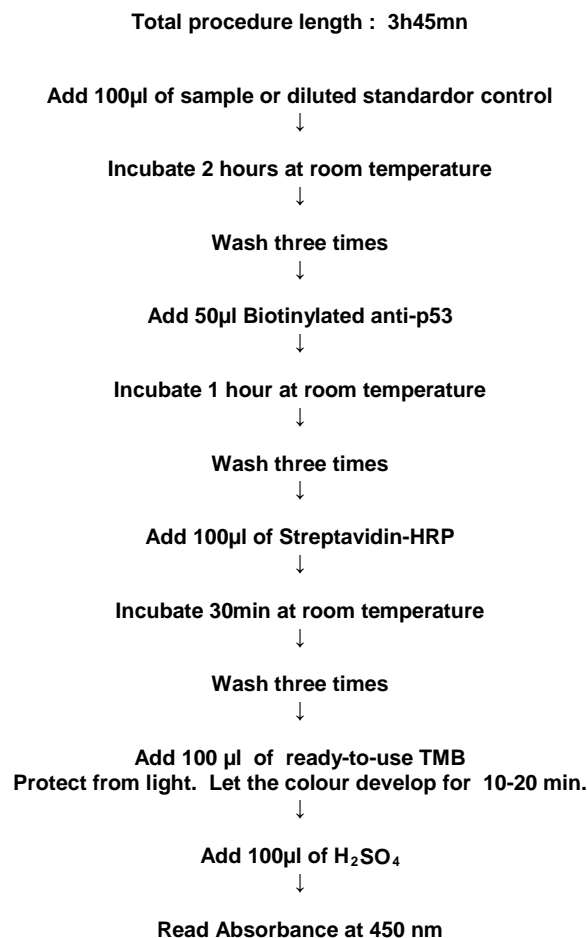 Total procedure length : 3h45mn
Add 100µl of sample or diluted standardor control
↓
Incubate 2 hours at room temperature
↓
Wash three times
↓
Add 50µl Biotinylated anti-p53
↓
Incubate 1 hour at room temperature
↓
Wash three times
↓
Add 100µl of Streptavidin-HRP
↓
Incubate 30min at room temperature
↓
Wash three times
↓
Add 100 µl of ready-to-use TMB
Protect from light. Let the colour develop for 10-20 min.
↓
Add 100µl of H₂SO₄
↓
Read Absorbance at 450 nm